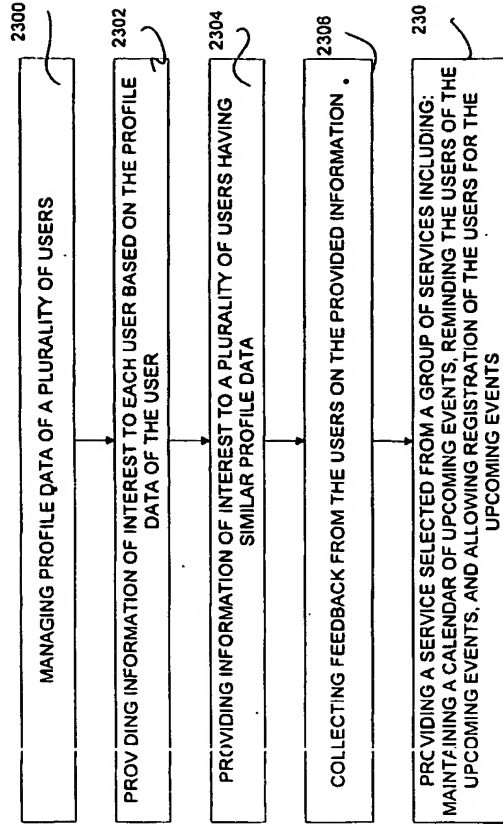 2300
MANAGING PROFILE DATA OF A PLURALITY OF USERS
2302
PROVIDING INFORMATION OF INTEREST TO EACH USER BASED ON THE PROFILE
DATA OF THE USER
2304
PROVIDING INFORMATION OF INTEREST TO A PLURALITY OF USERS HAVING
SIMILAR PROFILE DATA
2308
COLLECTING FEEDBACK FROM THE USERS ON THE PROVIDED INFORMATION
230
PROVIDING A SERVICE SELECTED FROM A GROUP OF SERVICES INCLUDING:
MAINTAINING A CALENDAR OF UPCOMING EVENTS, REMINDING THE USERS OF THE
UPCOMING EVENTS, AND ALLOWING REGISTRATION OF THE USERS FOR THE
UPCOMING EVENTS